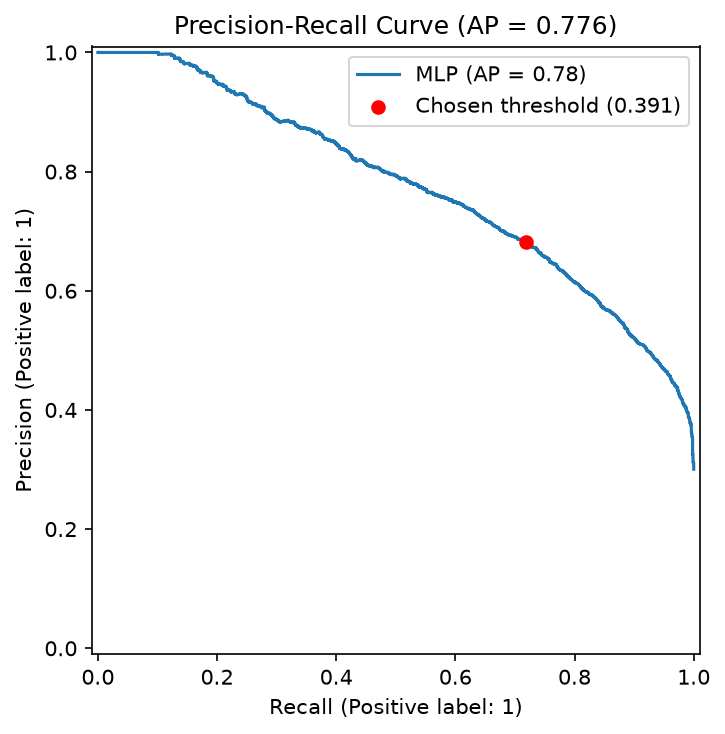 Precision-Recall Curve (AP = 0.776)
MLP (AP = 0.78)
Chosen threshold (0.391)
1.0
0.8
0.6
0.4
0.2
0.0
Precision (Positive label: 1)
0.0 0.2 0.4 0.6 0.8 1.0
Recall (Positive label: 1)